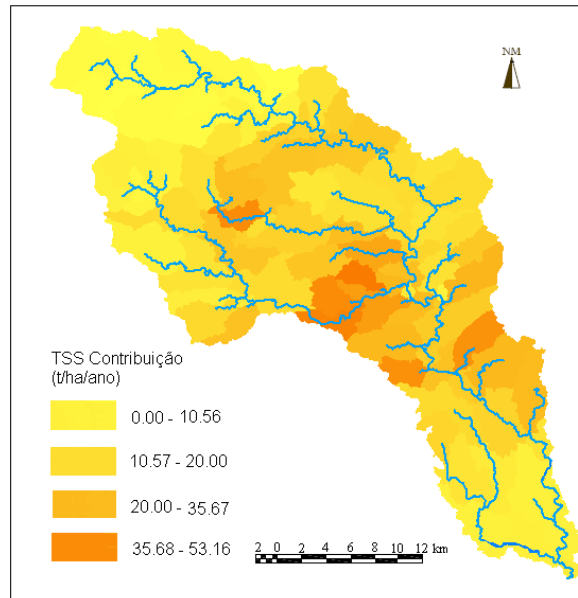 NM
TSS Contribuição
(t/ha/ano)
0.00 - 10.56
10.57 - 20.00
20.00 - 35.67
35.68 - 53.16
2 0 2 4 6 8 10 12 km